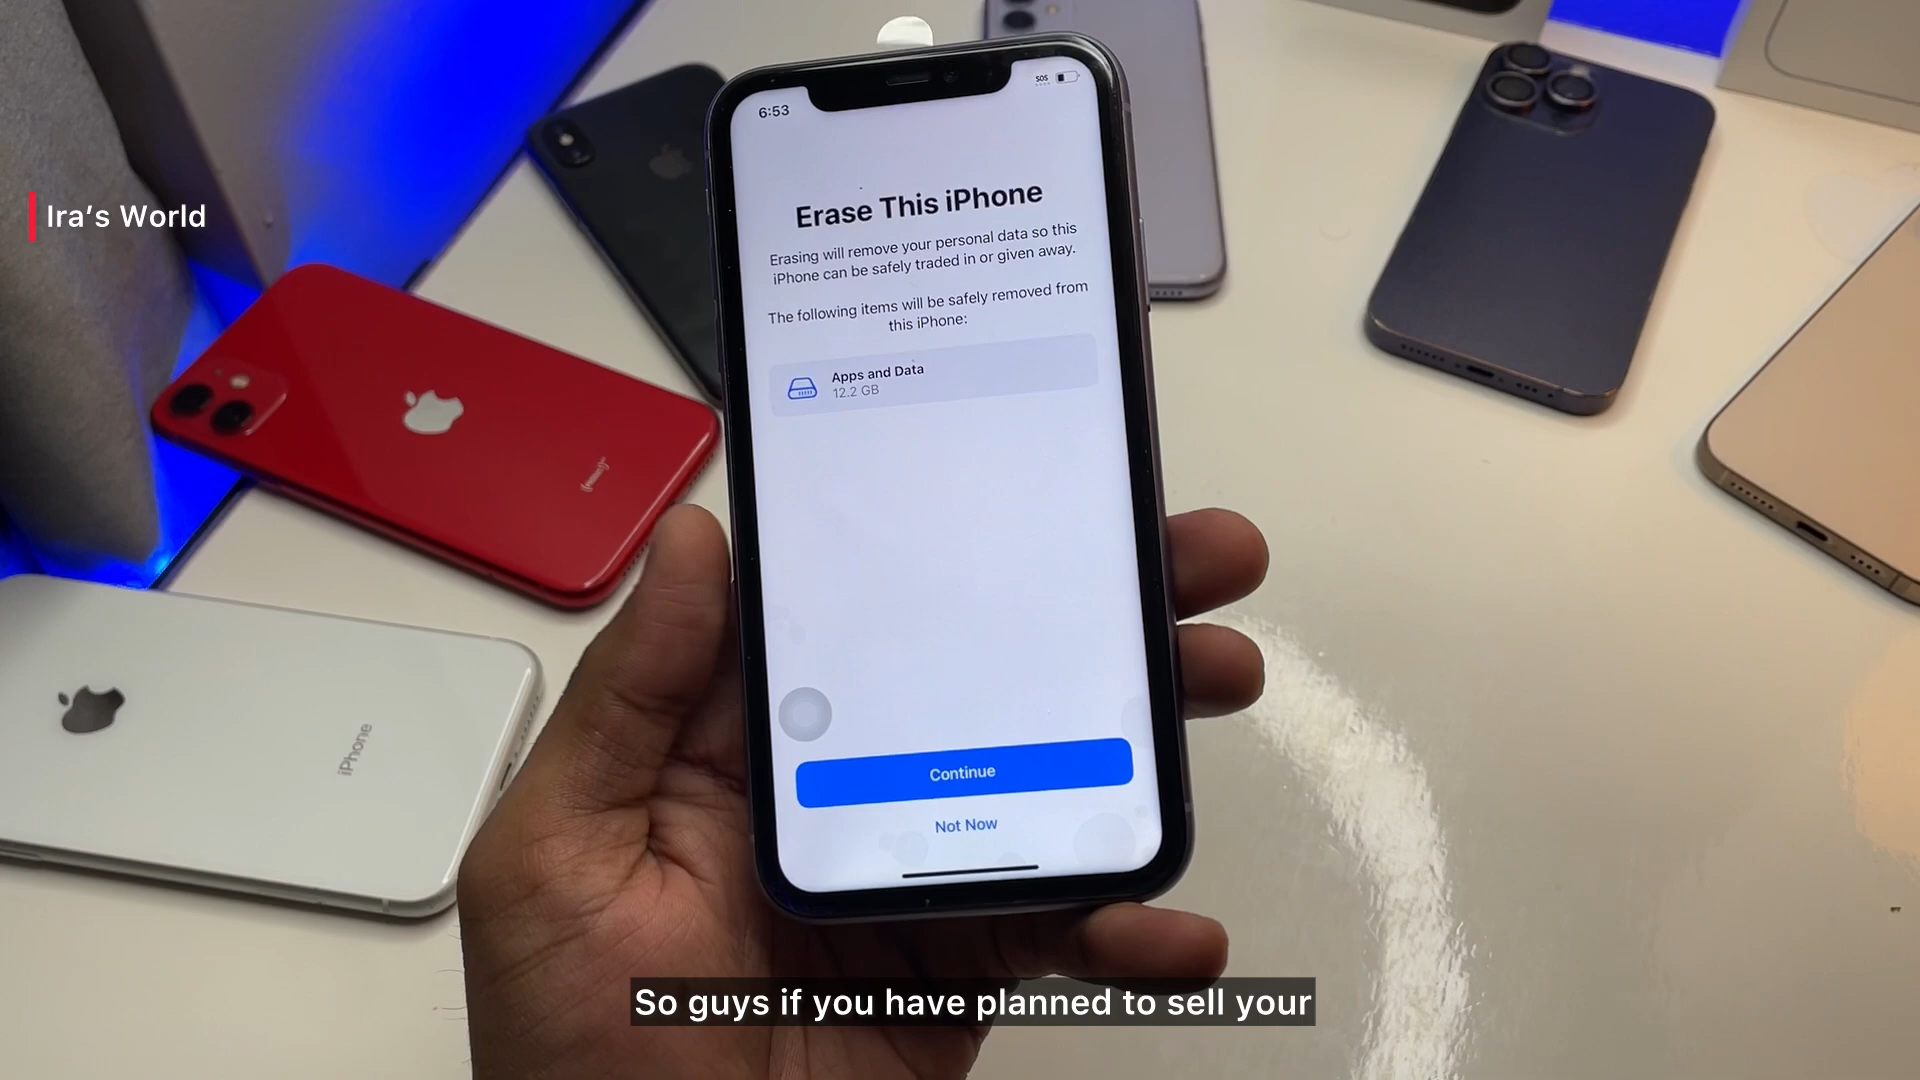 Ira's World
6:53
SOS
Erase This iPhone
Erasing will remove your personal data so this
iPhone can be safely traded in or given away.
The following items will be safely removed from
this iPhone:
Apps and Data
12.2 GB
Continue
Not Now
iPhone
So guys if you have planned to sell your